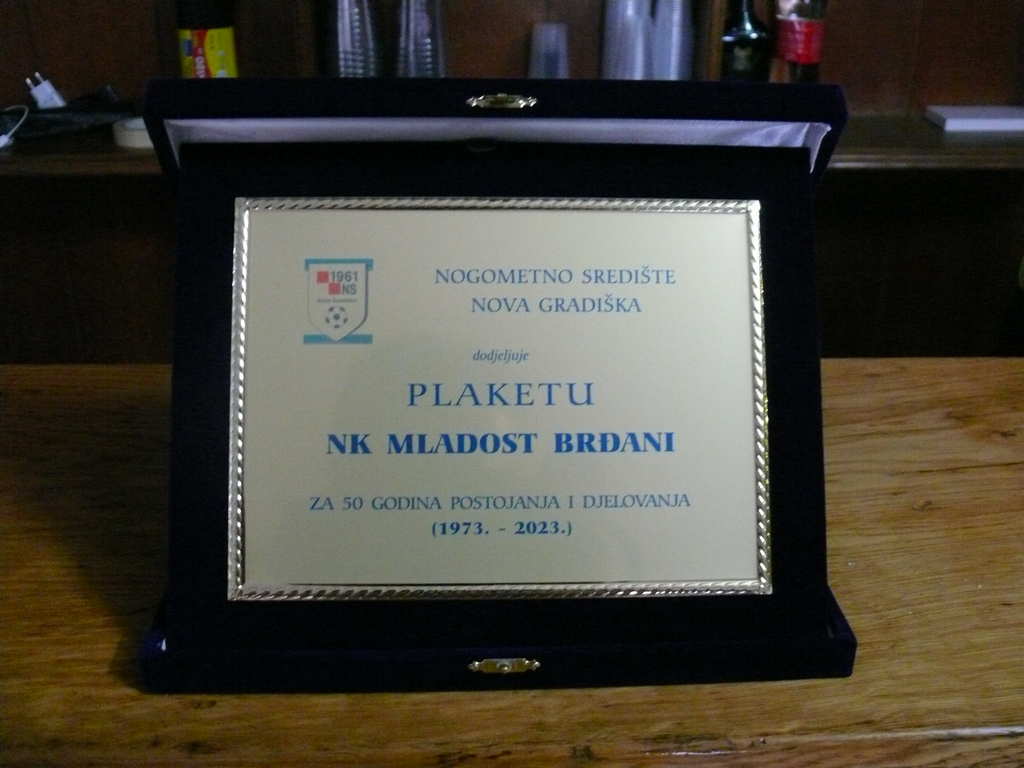 1961
NS
NOGOMETNO SREDIŠTE
NOVA GRADIŠKA
dodjeljuje
PLAKETU
NK MLADOST BRĐANI
ZA 50 GODINA POSTOJANJA I DJELOVANJA
(1973. - 2023.)